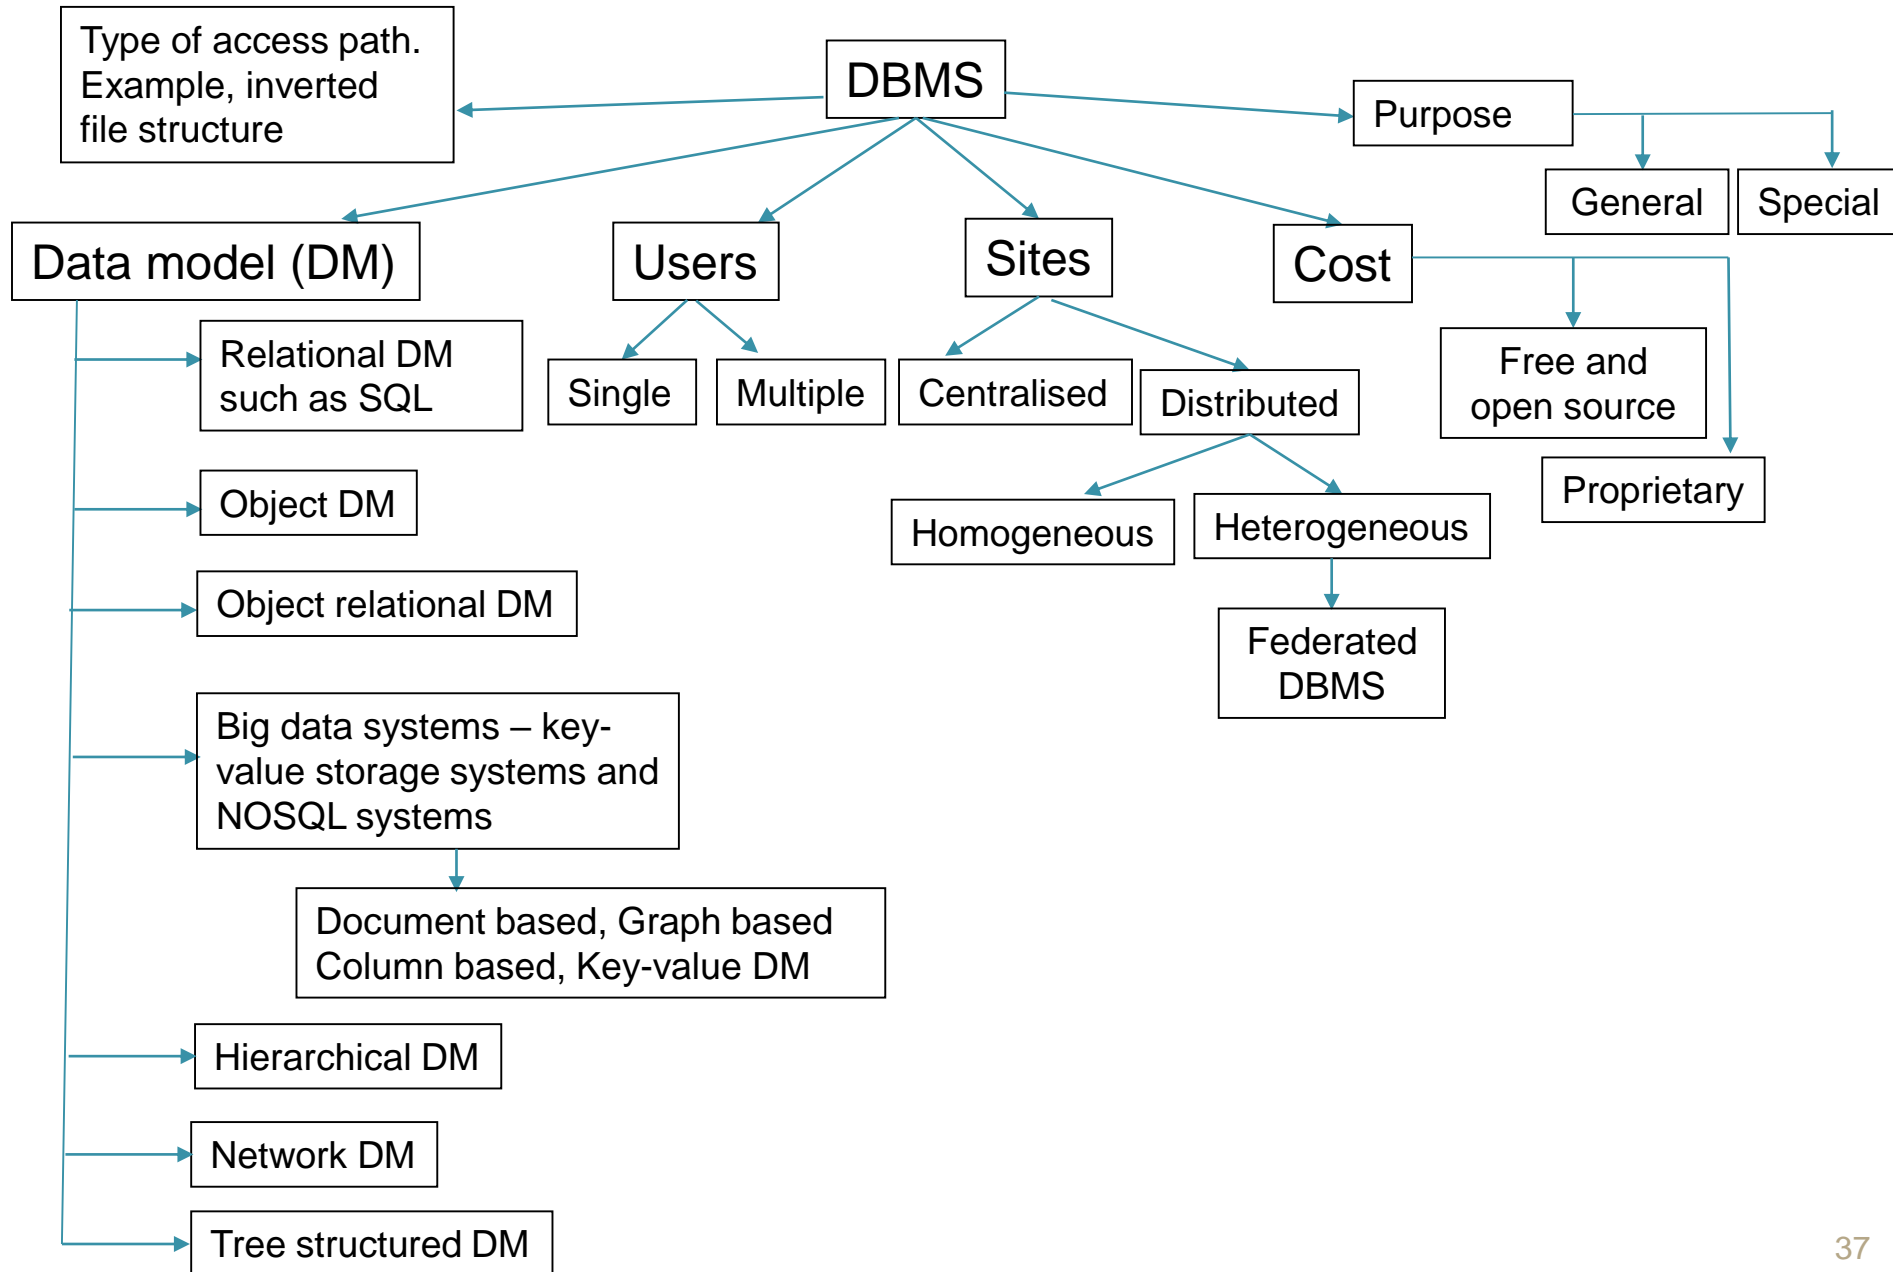 Type of access path.
Example, inverted
file structure
DBMS
Purpose
General
Special
Data model (DM)
Users
Sites
Cost
Relational DM
such as SQL
Single
Multiple
Centralised
Distributed
Free and
open source
Proprietary
Object DM
Homogeneous
Heterogeneous
Object relational DM
Federated
DBMS
Big data systems – key-
value storage systems and
NOSQL systems
Document based, Graph based
Column based, Key-value DM
Hierarchical DM
Network DM
Tree structured DM
37